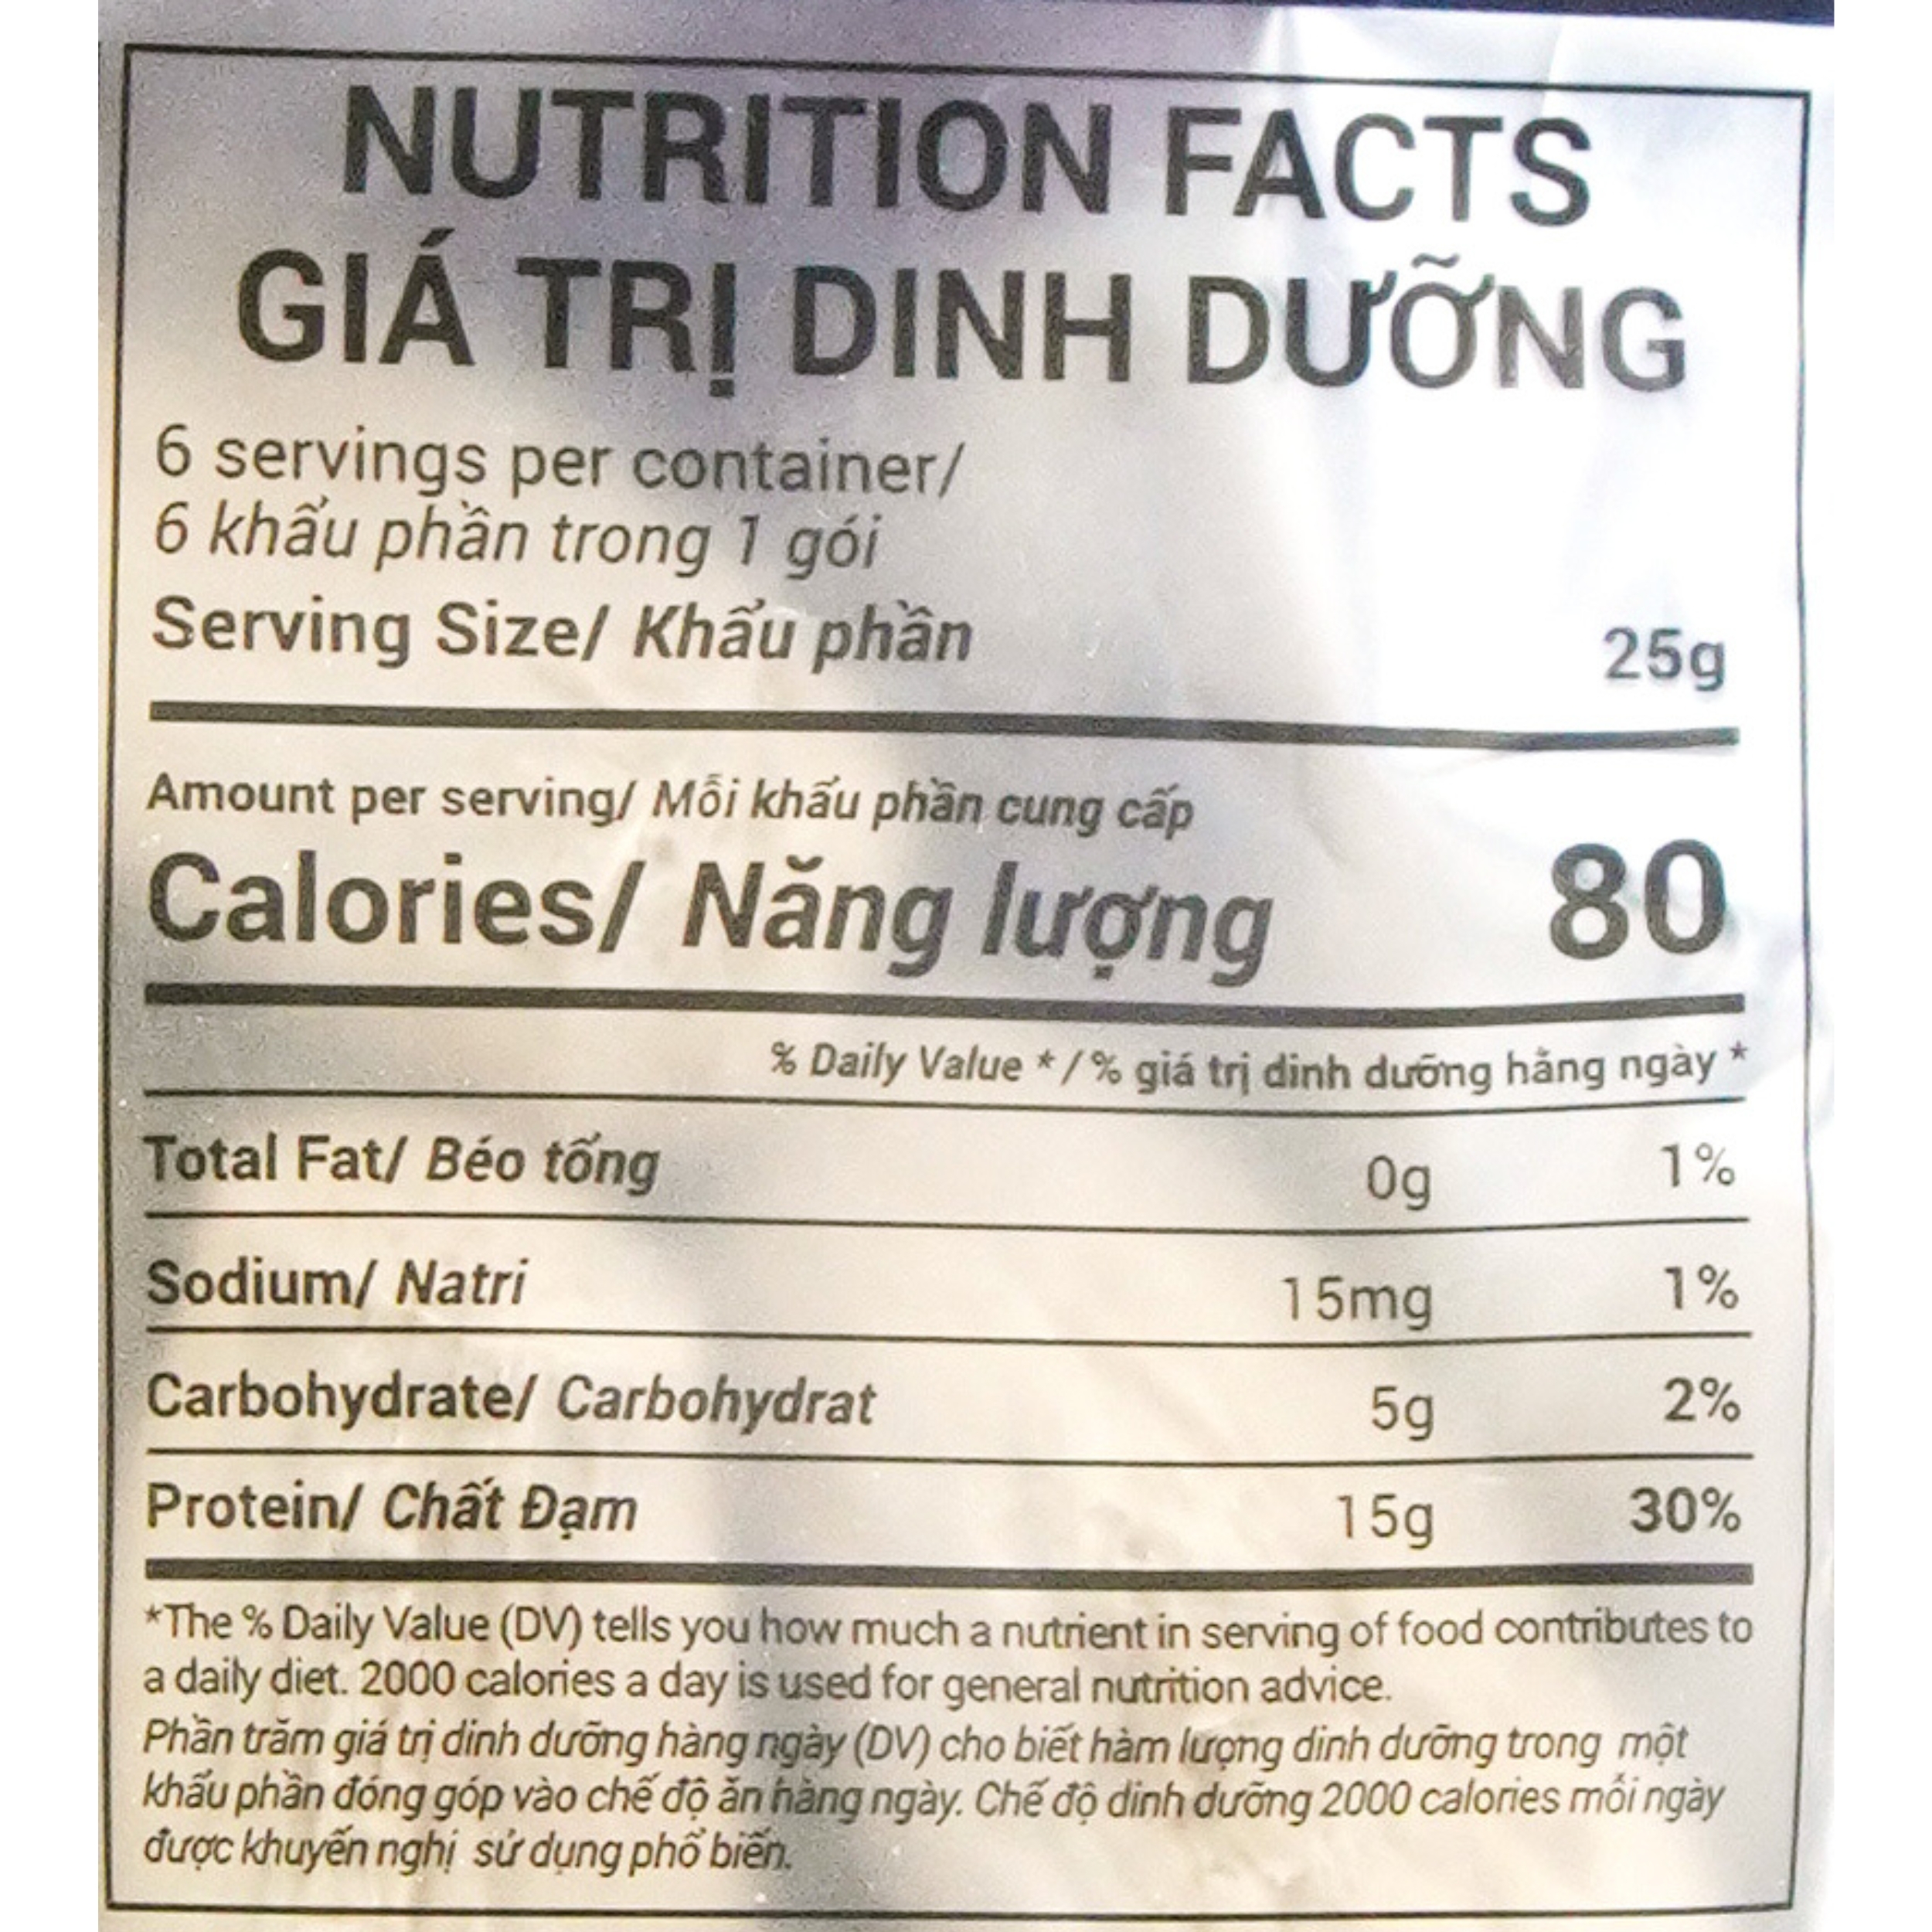 NUTRITION FACTS
GIÁ TRỊ DINH DƯỠNG
6 servings per container/
6 khẩu phần trong 1 gói
Serving Size/ Khẩu phần 25g
Amount per serving/ Mỗi khẩu phần cung cấp
Calories/ Năng lượng 80
% Daily Value * / % giá trị dinh dưỡng hằng ngày *
Total Fat/ Béo tổng 0g 1%
Sodium/ Natri 15mg 1%
Carbohydrate/ Carbohydrat 5g 2%
Protein/ Chất Đạm 15g 30%
*The % Daily Value (DV) tells you how much a nutrient in serving of food contributes to
a daily diet. 2000 calories a day is used for general nutrition advice.
Phần trăm giá trị dinh dưỡng hàng ngày (DV) cho biết hàm lượng dinh dưỡng trong một
khẩu phần đóng góp vào chế độ ăn hàng ngày. Chế độ dinh dưỡng 2000 calories mỗi ngày
được khuyến nghị sử dụng phổ biến.